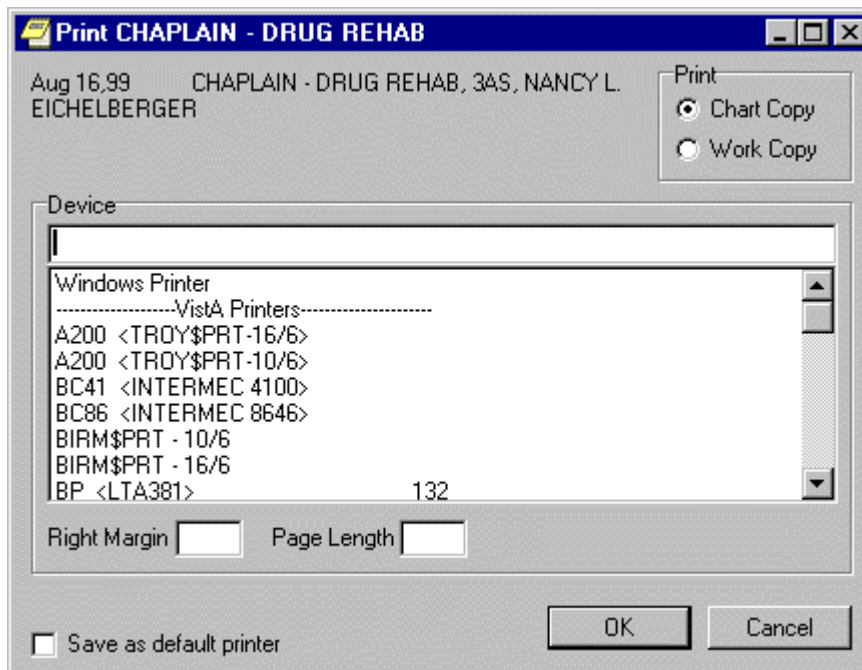 Print CHAPLAIN - DRUG REHAB
Aug 16,99 CHAPLAIN - DRUG REHAB, 3AS, NANCY L.
EICHELBERGER
Print
Chart Copy
Work Copy
Device
Windows Printer
--------------------VistA Printers----------------------
A200 <TROY$PRT-16/6>
A200 <TROY$PRT-10/6>
BC41 <INTERMEC 4100>
BC86 <INTERMEC 8646>
BIRM$PRT - 10/6
BIRM$PRT - 16/6
BP <LTA381> 132
Right Margin Page Length
Save as default printer
OK Cancel